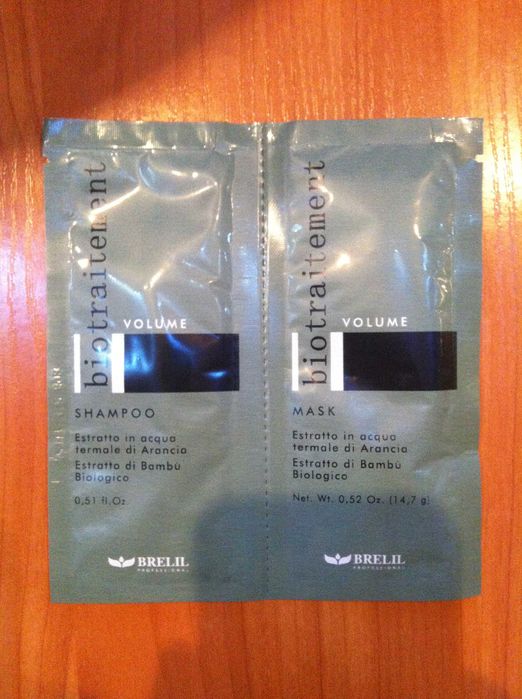 biotraitement
VOLUME
SHAMPOO
Estratto in acqua
termale di Arancia
Estratto di Bambù
Biologico
0,51 fl.Oz.
BRELIL
PROFESSIONAL
biotraitement
VOLUME
MASK
Estratto in acqua
termale di Arancia
Estratto di Bambù
Biologico
Net. Wt. 0,52 Oz. (14,7 g)
BRELIL
PROFESSIONAL